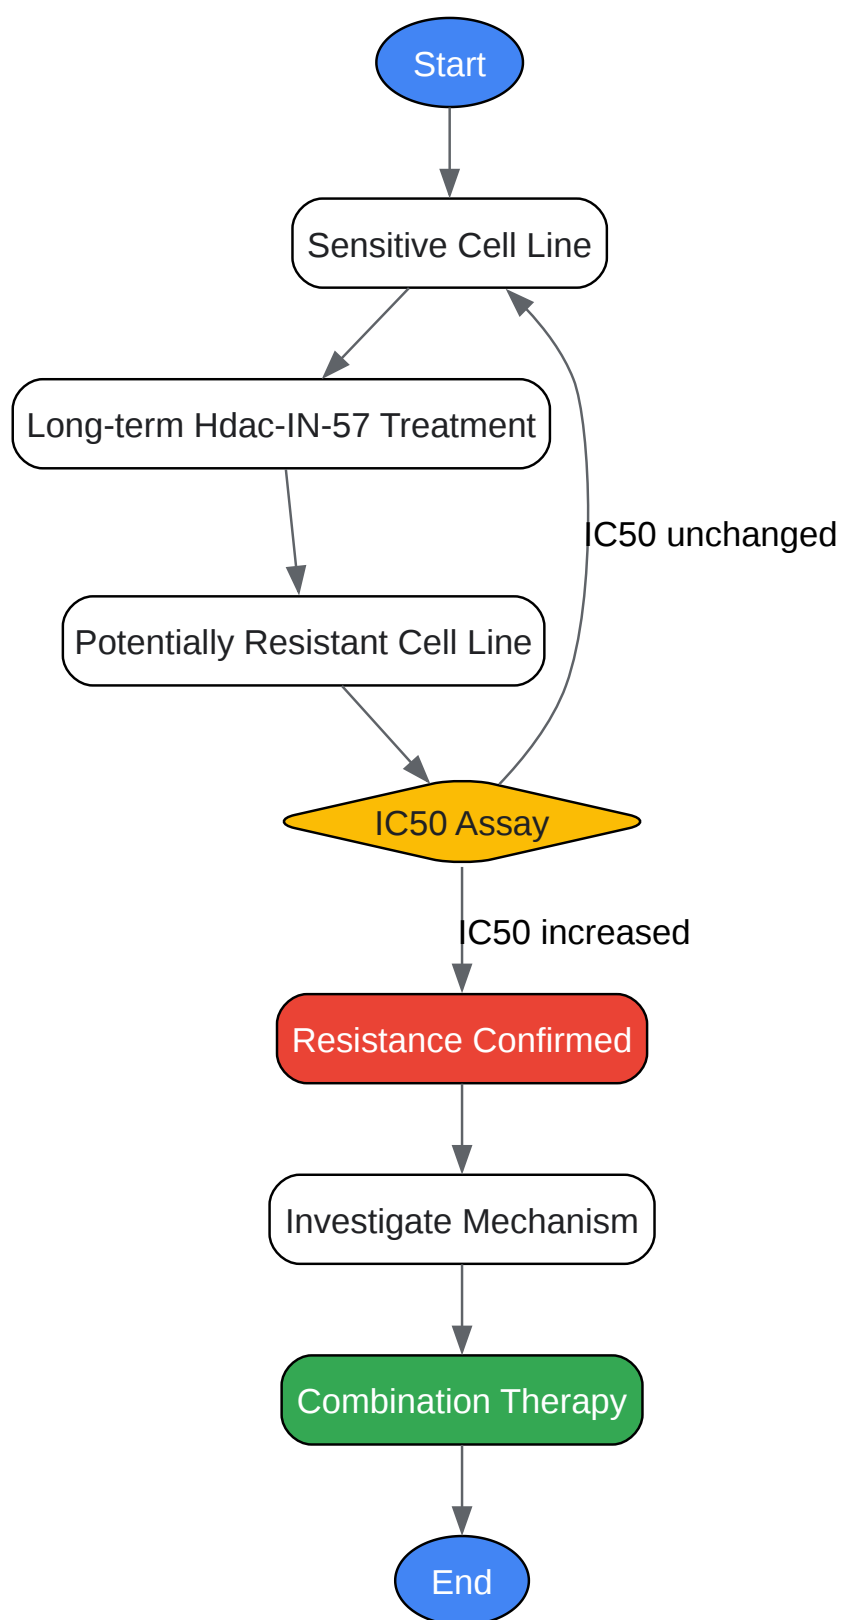 Start
Sensitive Cell Line
Long-term Hdac-IN-57 Treatment
IC50 unchanged
Potentially Resistant Cell Line
IC50 Assay
IC50 increased
Resistance Confirmed
Investigate Mechanism
Combination Therapy
End